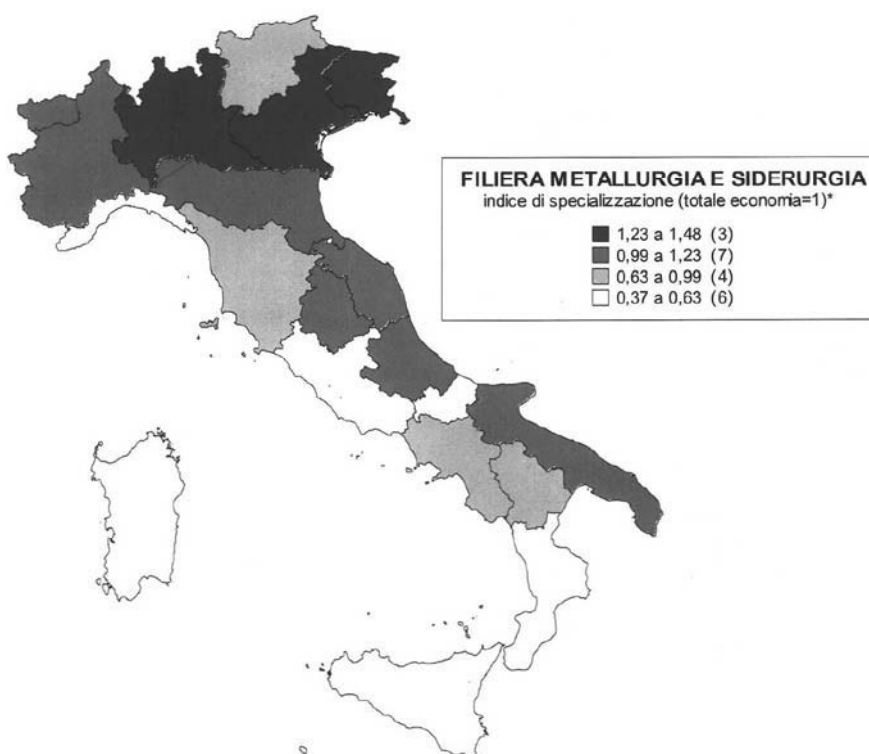 FILIERA METALLURGIA E SIDERURGIA
indice di specializzazione (totale economia=1)*
1,23 a 1,48 (3)
0,99 a 1,23 (7)
0,63 a 0,99 (4)
0,37 a 0,63 (6)